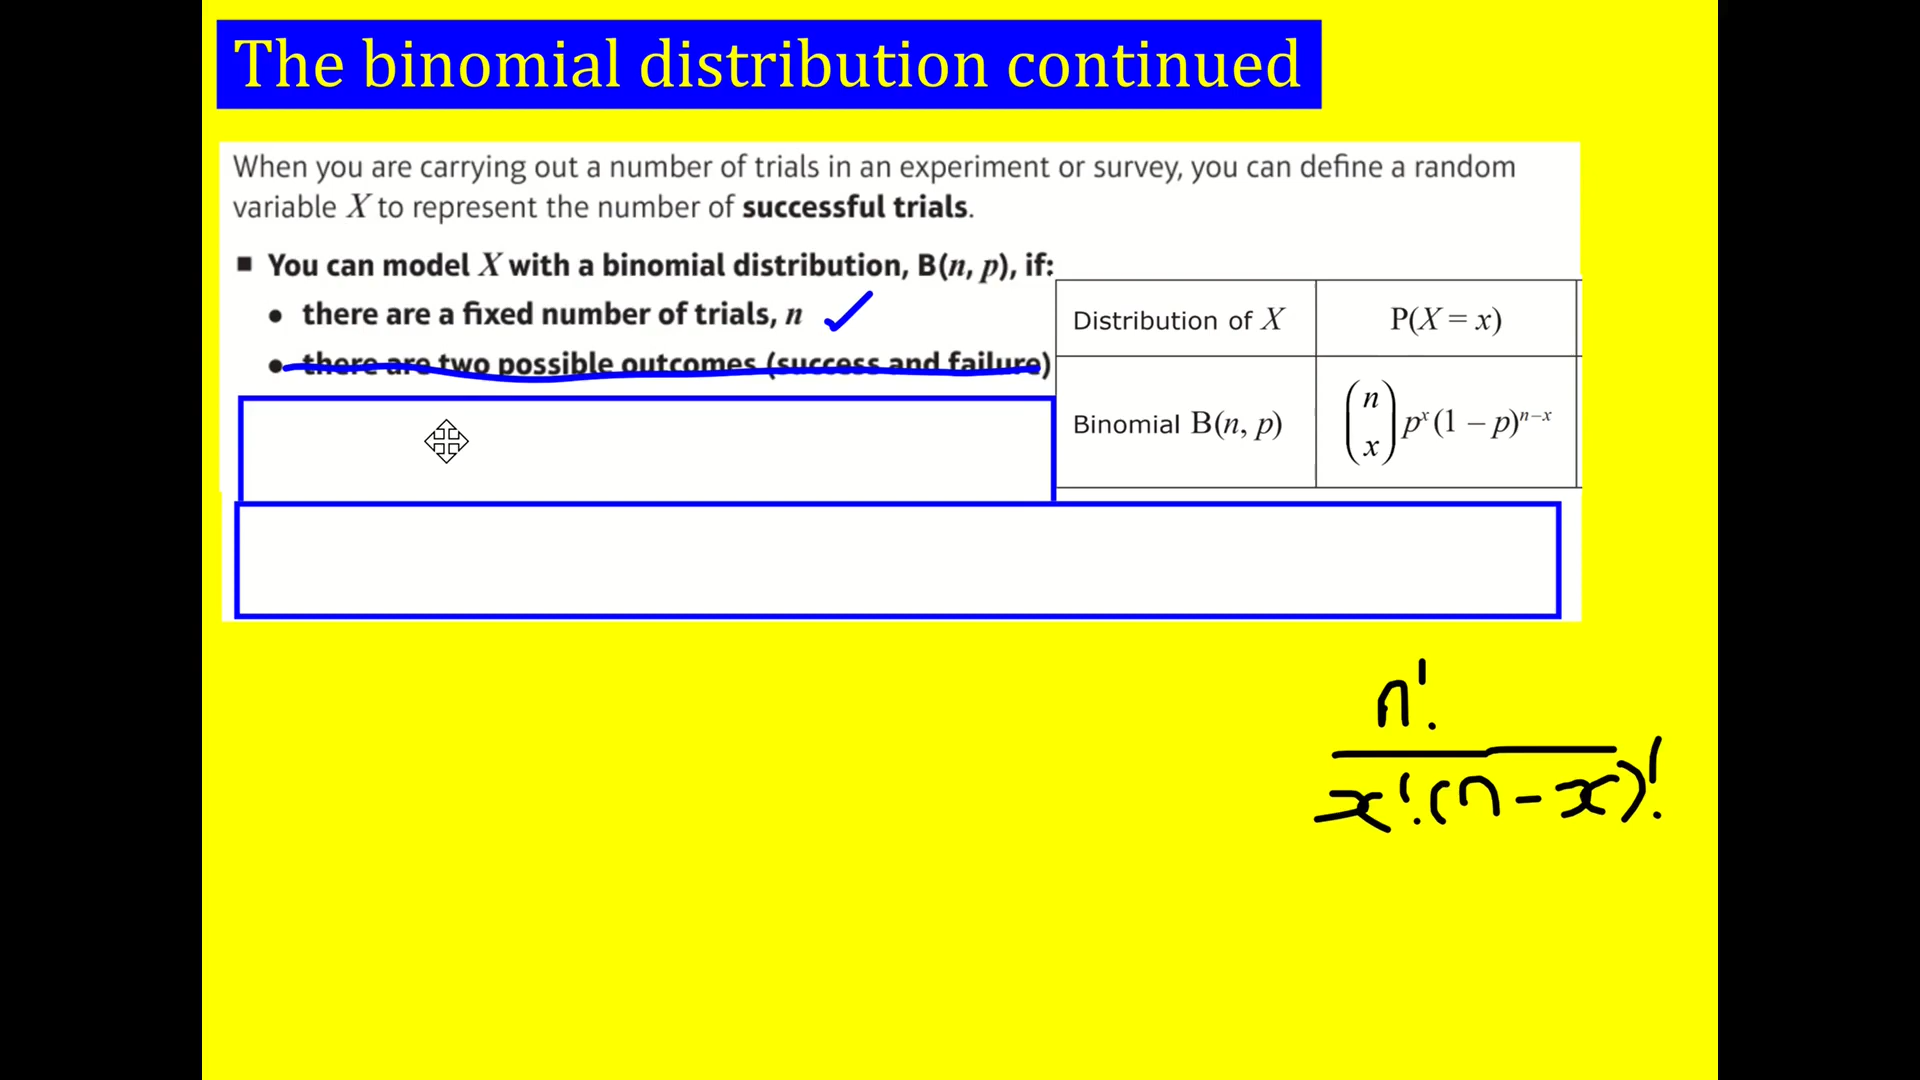 The binomial distribution continued
When you are carrying out a number of trials in an experiment or survey, you can define a random
variable X to represent the number of successful trials.
■ You can model X with a binomial distribution, B(n, p), if:
• there are a fixed number of trials, n ✓
• there are two possible outcomes (success and failure)
Distribution of X
P(X = x)
Binomial B(n, p)
(n x) pˣ (1 − p)ⁿ⁻ˣ
n!
x!(n-x)!